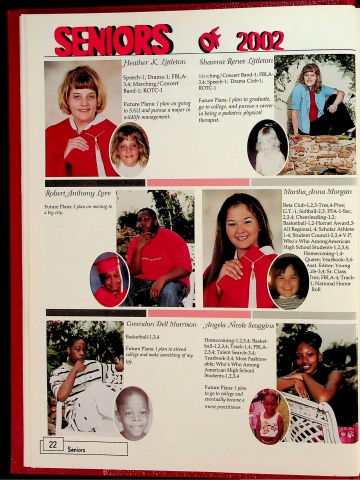 SENIORS OF 2002
Heather K. Littleton
Speech-1; Drama-1; FBLA-
3,4; Marching/Concert
Band-1; ROTC-1
Future Plans: I plan on going
to SAU and pursue a major in
wildlife management.
Shawna Renee Littleton
Marching/Concert Band-1; FBLA-
3,4; Speech-1; Drama Club-1;
ROTC-1
Future Plans: I plan to graduate,
go to college, and pursue a career
in being a pediatric physical
therapist.
Robert Anthony Lore
Future Plans: I plan on moving to
a big city.
Martha Anna Morgan
Beta Club-1,2,3-Tres,4-Pres;
G.T. -1; Softball-2,3; FFA-1-Sec,
2,3,4; Cheerleading-1,2;
Basketball-1,2-Hornet Award,3-
All Regional, 4; Scholar Athlete-
1-4; Student Council-2,3,4-V.P;
Who's Who AmongAmerican
High School Students-1,2,3,4;
Homecoming-1,4-
Queen; Yearbook-3,4-
Asst. Editor; Young
Life-3,4; Sr. Class
Tres; FBLA-4; Track-
1; National Honor
Roll
Gwendon Dell Morrison
Basketball-1,3,4
Future Plans: I plan to attend
college and make something of my
life.
Angela Nicole Scoggins
Homecoming-1,2,3,4; Basket-
ball-1,2,3,4; Track-1,4; FBLA-
2,3,4; Talent Search-3,4;
Yearbook-3,4; Most Fashion-
able; Who's Who Among
American High School
Students-1,2,3,4
Future Plans: I plan
to go to college and
eventually become a
nurse practitioner.
22
Seniors